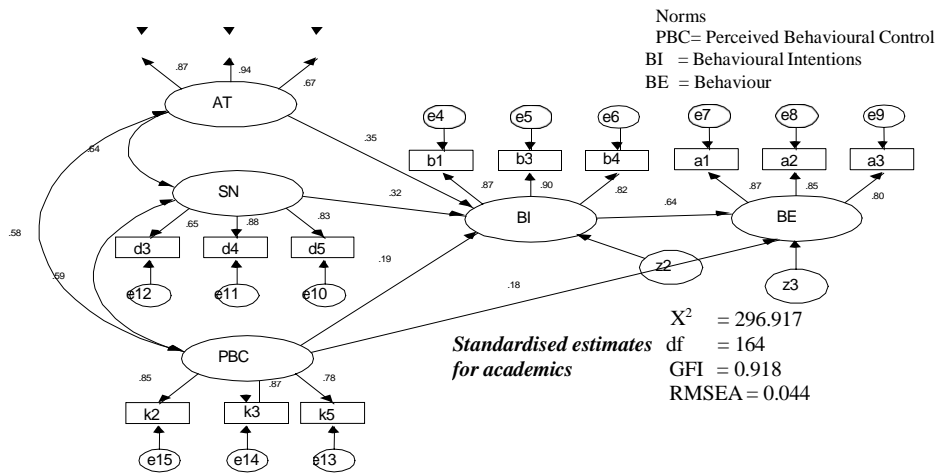 Norms
PBC= Perceived Behavioural Control
BI = Behavioural Intentions
BE = Behaviour
.87 .94 .67
AT
e4 e5 e6 e7 e8 e9
b1 b3 b4 a1 a2 a3
.35
.87 .90 .82 .87 .85 .80
.54
SN
.32
BI
.64
BE
.65 .88 .83
d3 d4 d5
.58
.59
.19
e12 e11 e10
z2
.18
z3
PBC
X² = 296.917
Standardised estimates df = 164
for academics GFI = 0.918
RMSEA = 0.044
.85 .87 .78
k2 k3 k5
e15 e14 e13